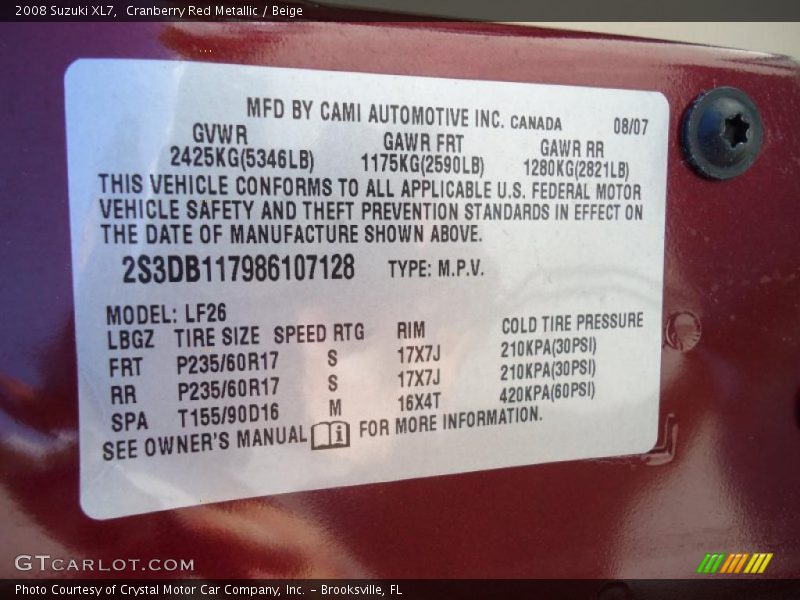 2008 Suzuki XL7, Cranberry Red Metallic / Beige
MFD BY CAMI AUTOMOTIVE INC. CANADA 08/07
GVWR GAWR FRT GAWR RR
2425KG(5346LB) 1175KG(2590LB) 1280KG(2821LB)
THIS VEHICLE CONFORMS TO ALL APPLICABLE U.S. FEDERAL MOTOR
VEHICLE SAFETY AND THEFT PREVENTION STANDARDS IN EFFECT ON
THE DATE OF MANUFACTURE SHOWN ABOVE.
2S3DB117986107128 TYPE: M.P.V.
MODEL: LF26
LBGZ TIRE SIZE SPEED RTG RIM COLD TIRE PRESSURE
FRT P235/60R17 S 17X7J 210KPA(30PSI)
RR P235/60R17 S 17X7J 210KPA(30PSI)
SPA T155/90D16 M 16X4T 420KPA(60PSI)
SEE OWNER'S MANUAL FOR MORE INFORMATION.
GTCARLOT.COM
Photo Courtesy of Crystal Motor Car Company, Inc. – Brooksville, FL